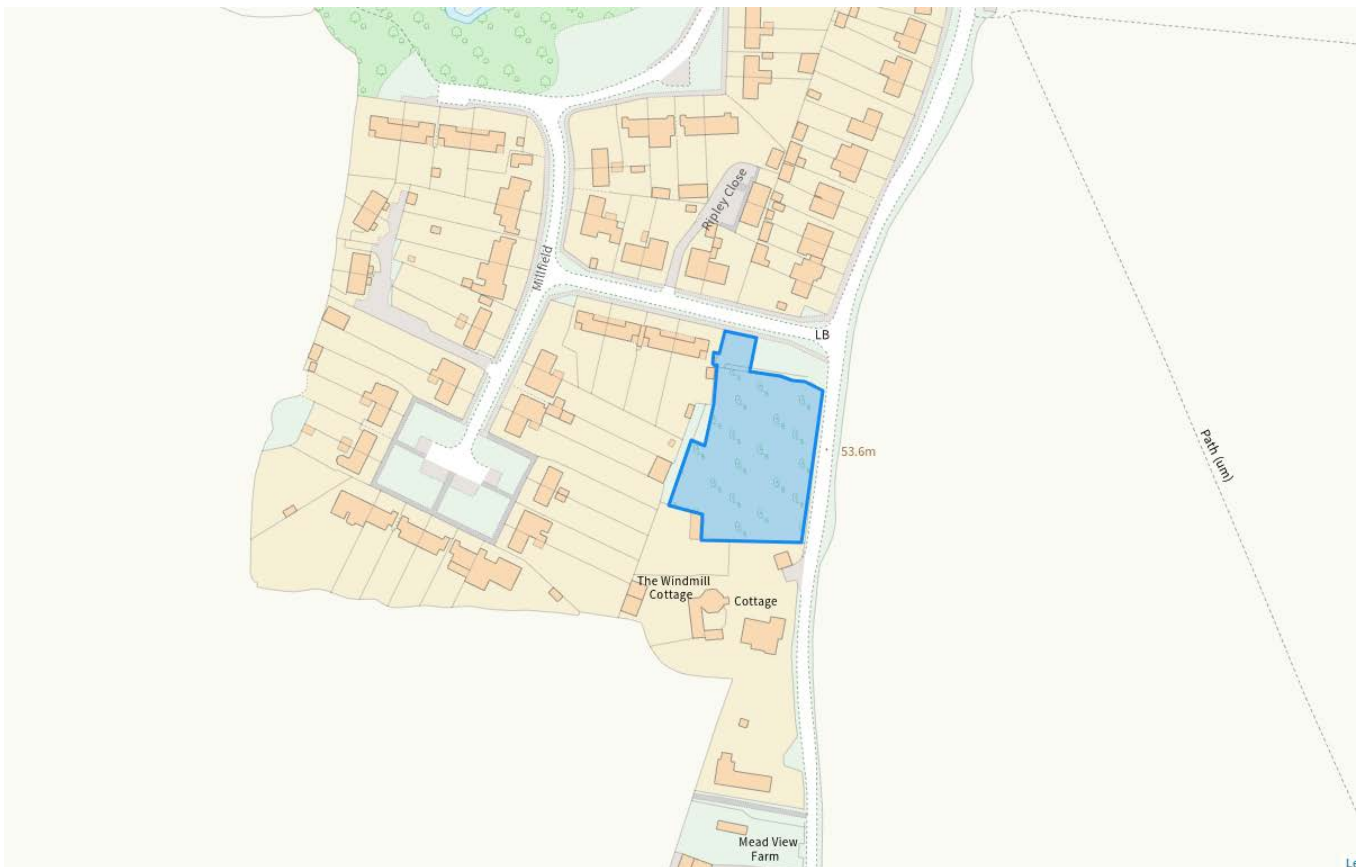 Ripley Close
Millfield
LB
53.6m
Path (um)
The Windmill
Cottage
Cottage
Mead View
Farm